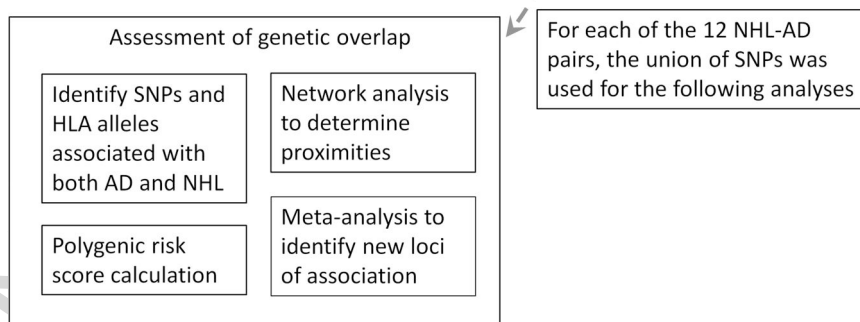 Assessment of genetic overlap
Identify SNPs and
HLA alleles
associated with
both AD and NHL
Network analysis
to determine
proximities
Polygenic risk
score calculation
Meta-analysis to
identify new loci
of association
For each of the 12 NHL-AD
pairs, the union of SNPs was
used for the following analyses